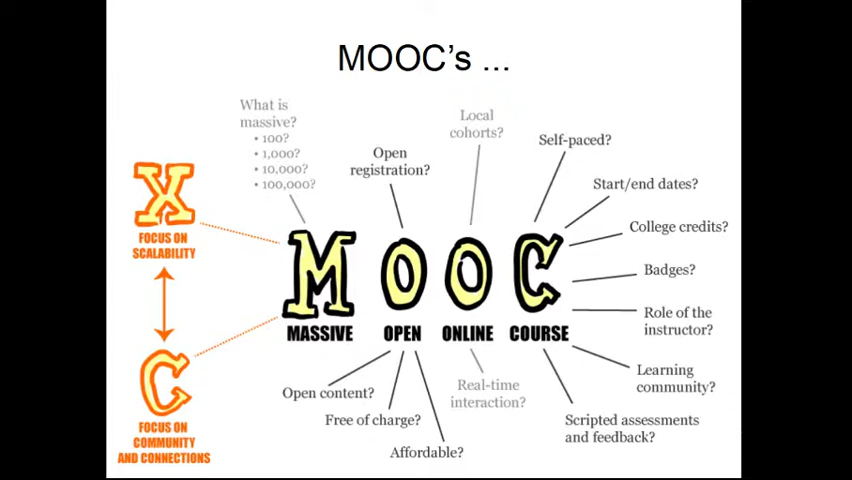 MOOC's ...
What is
massive?
• 100?
• 1,000?
• 10,000?
• 100,000?
Open
registration?
Local
cohorts?
Self-paced?
Start/end dates?
College credits?
Badges?
Role of the
instructor?
Learning
community?
Scripted assessments
and feedback?
X
FOCUS ON
SCALABILITY
C
FOCUS ON
COMMUNITY
AND CONNECTIONS
MOOC
MASSIVE OPEN ONLINE COURSE
Open content?
Free of charge?
Affordable?
Real-time
interaction?